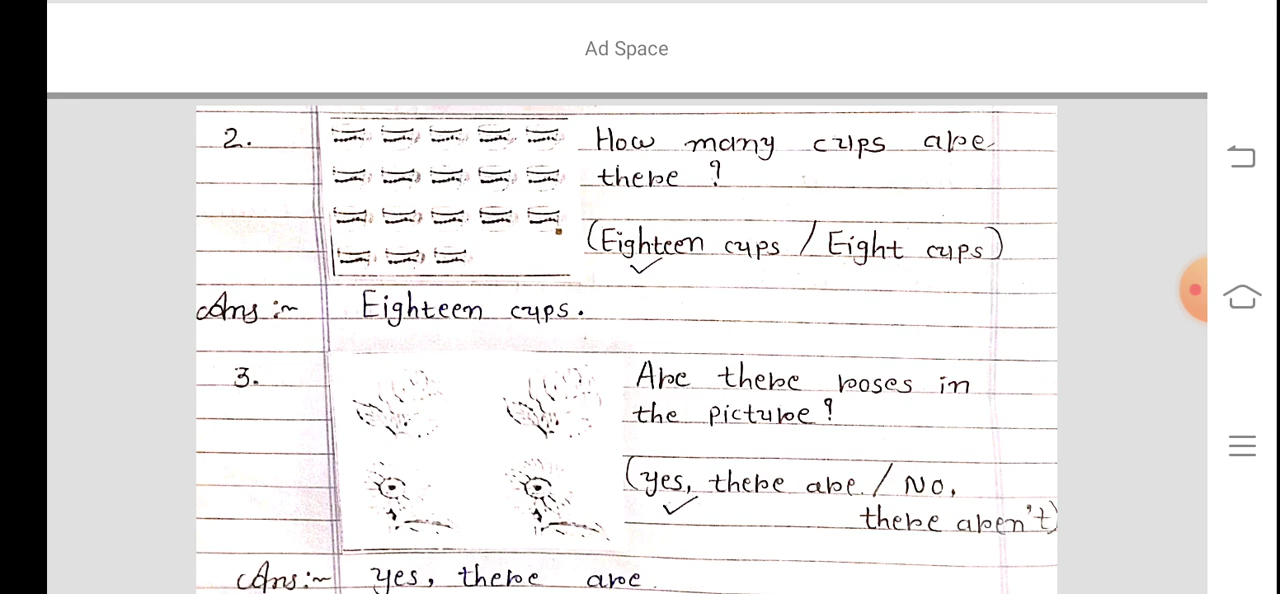 Ad Space
2.
How many cups are
there ?
(Eighteen cups / Eight cups)
Ans :- Eighteen cups.
3.
Are there roses in
the picture?
(yes, there are / No,
there aren't)
Ans:- yes, there are